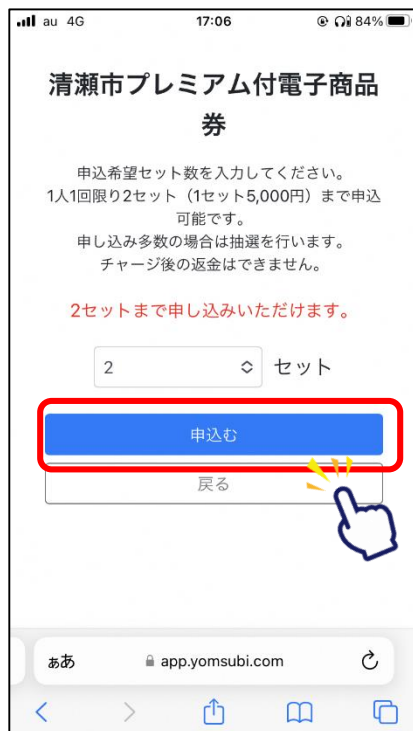 au 4G 17:06 84%
清瀬市プレミアム付電子商品
券
申込希望セット数を入力してください。
1人1回限り2セット（1セット5,000円）まで申込
可能です。
申し込み多数の場合は抽選を行います。
チャージ後の返金はできません。
2セットまで申し込みいただけます。
2 セット
申込む
戻る
ぁあ app.yomsubi.com